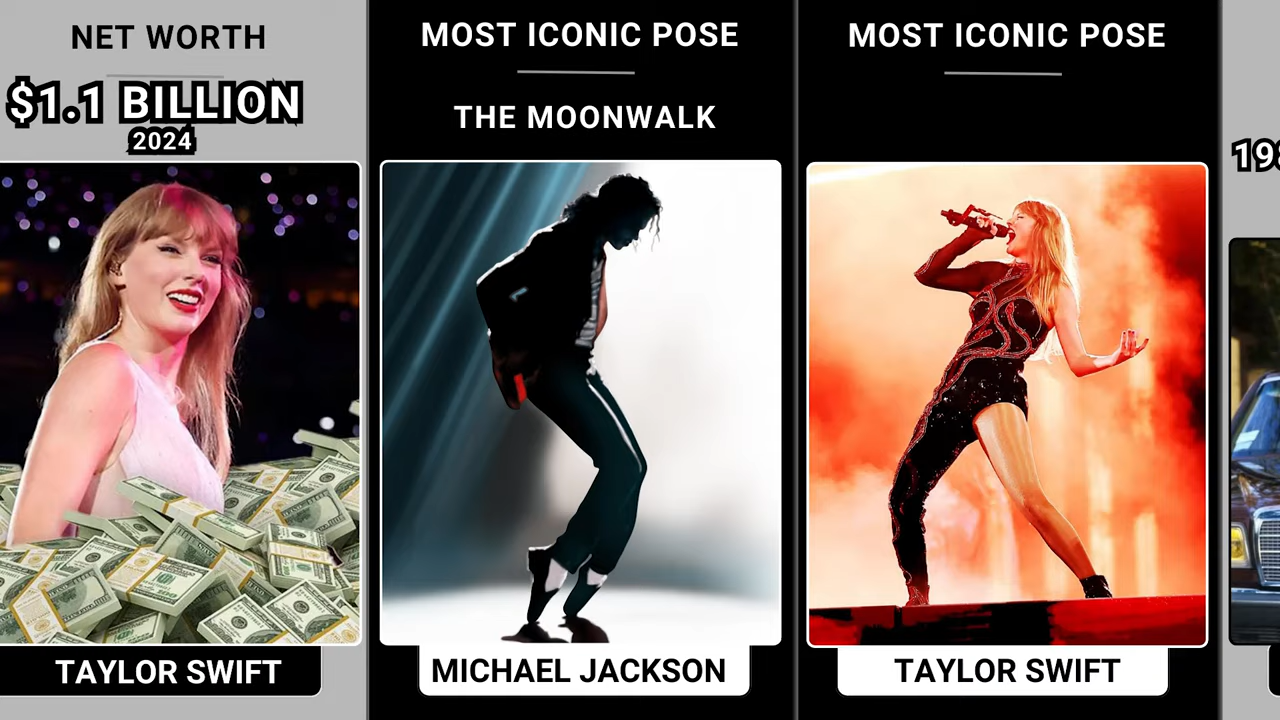 NET WORTH
$1.1 BILLION
2024
TAYLOR SWIFT
MOST ICONIC POSE
THE MOONWALK
MICHAEL JACKSON
MOST ICONIC POSE
TAYLOR SWIFT